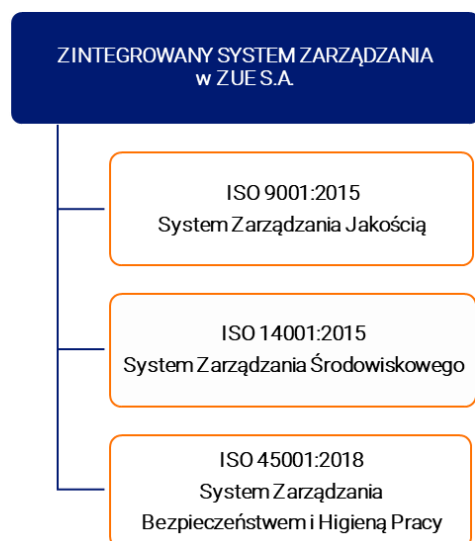 ZINTEGROWANY SYSTEM ZARZĄDZANIA
w ZUE S.A.
ISO 9001:2015
System Zarządzania Jakością
ISO 14001:2015
System Zarządzania Środowiskowego
ISO 45001:2018
System Zarządzania
Bezpieczeństwem i Higieną Pracy